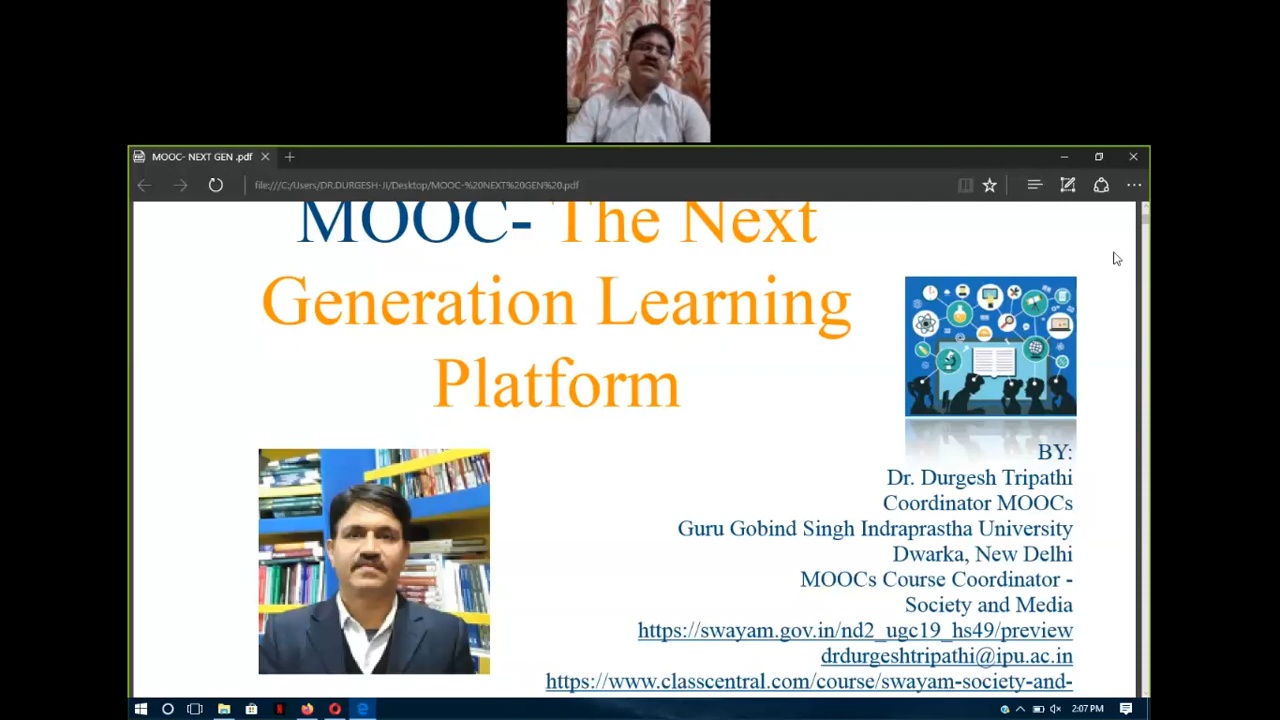 MOOC- NEXT GEN .pdf
file:///C:/Users/DR.DURGESH-JI/Desktop/MOOC-%20NEXT%20GEN%20.pdf
MOOC- The Next
Generation Learning
Platform
BY:
Dr. Durgesh Tripathi
Coordinator MOOCs
Guru Gobind Singh Indraprastha University
Dwarka, New Delhi
MOOCs Course Coordinator -
Society and Media
https://swayam.gov.in/nd2_ugc19_hs49/preview
drdurgeshtripathi@ipu.ac.in
https://www.classcentral.com/course/swayam-society-and-
2:07 PM